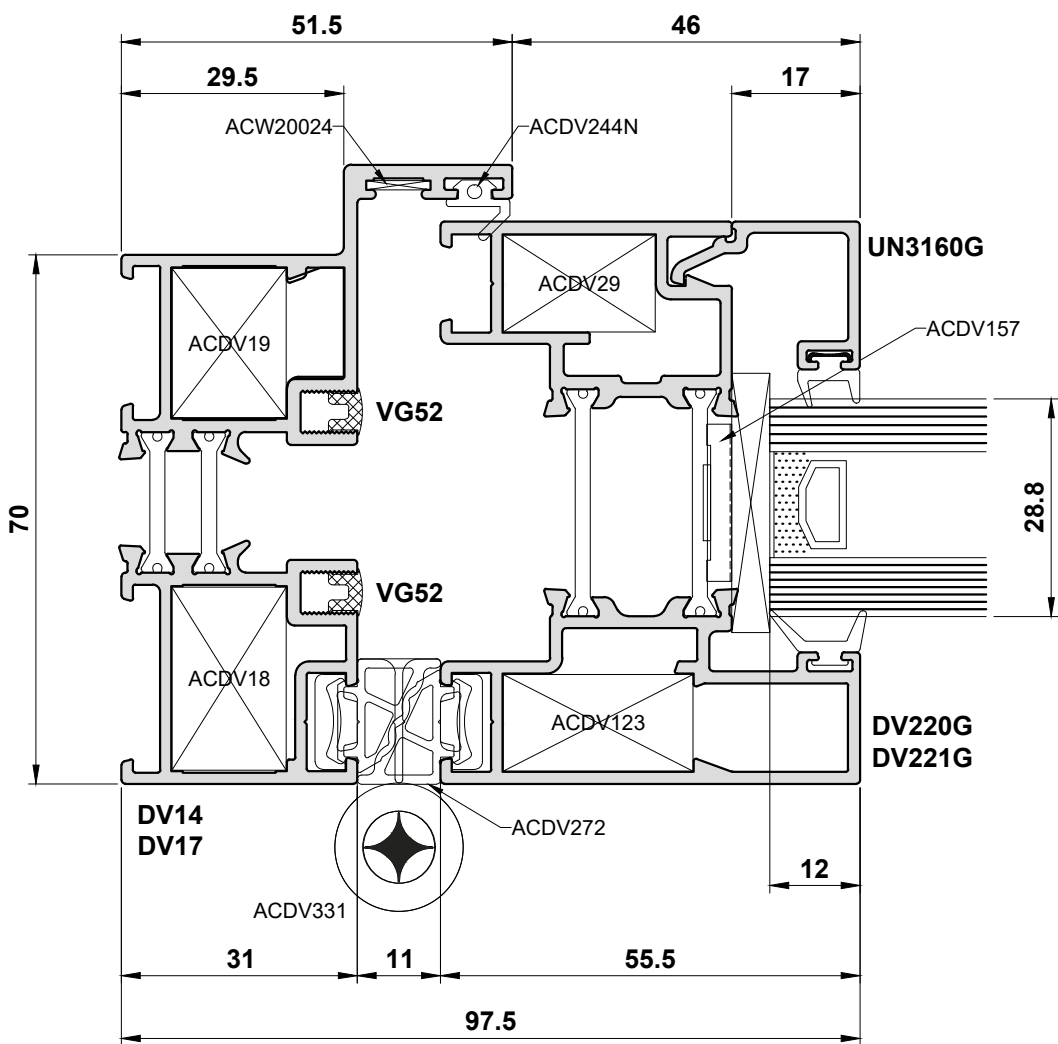 51.5
46
29.5
17
ACW20024
ACDV244N
UN3160G
ACDV29
ACDV157
ACDV19
VG52
70
28.8
VG52
ACDV18
ACDV123
DV220G
DV221G
DV14
DV17
ACDV272
12
ACDV331
31
11
55.5
97.5